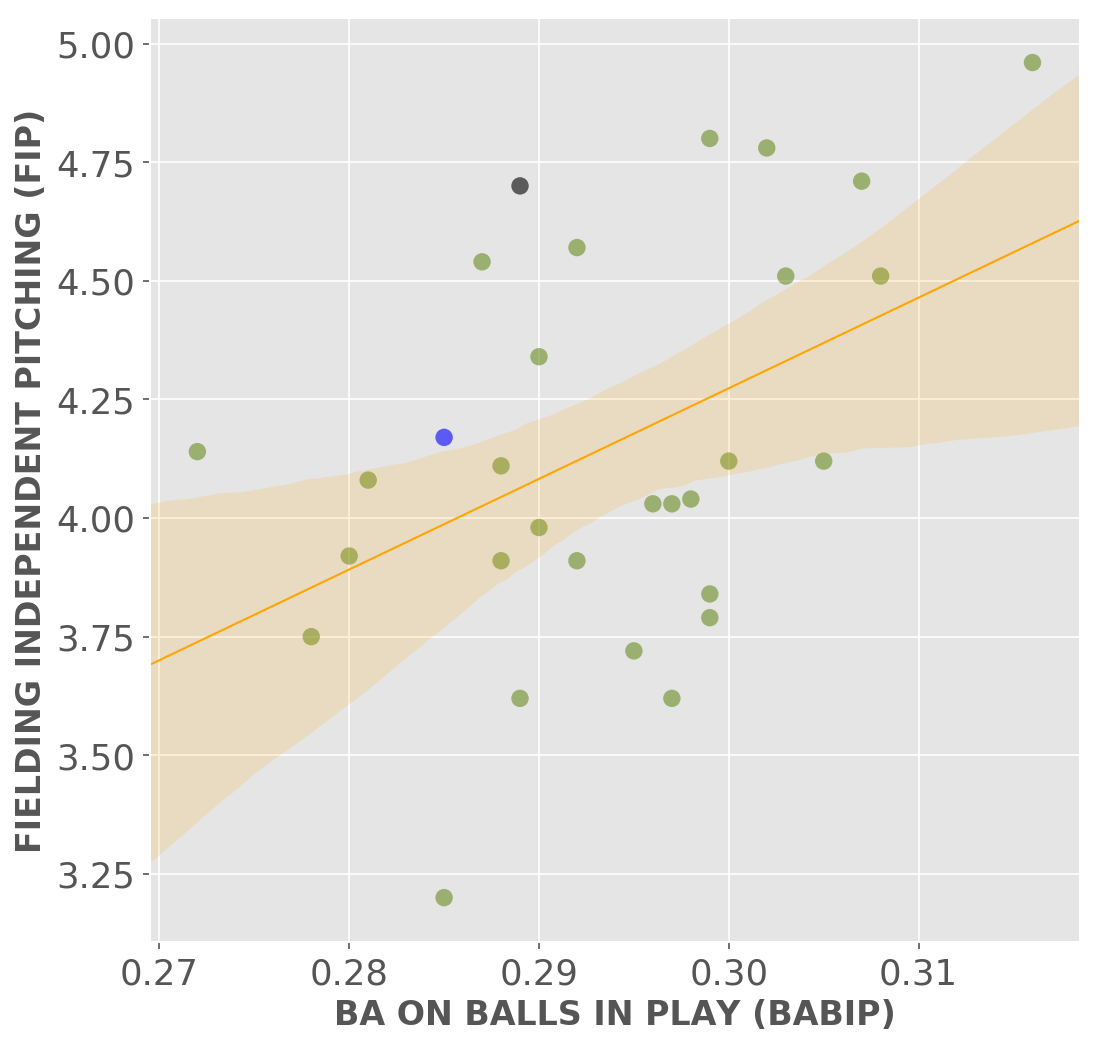 FIELDING INDEPENDENT PITCHING (FIP)
5.00
4.75
4.50
4.25
4.00
3.75
3.50
3.25
0.27 0.28 0.29 0.30 0.31
BA ON BALLS IN PLAY (BABIP)